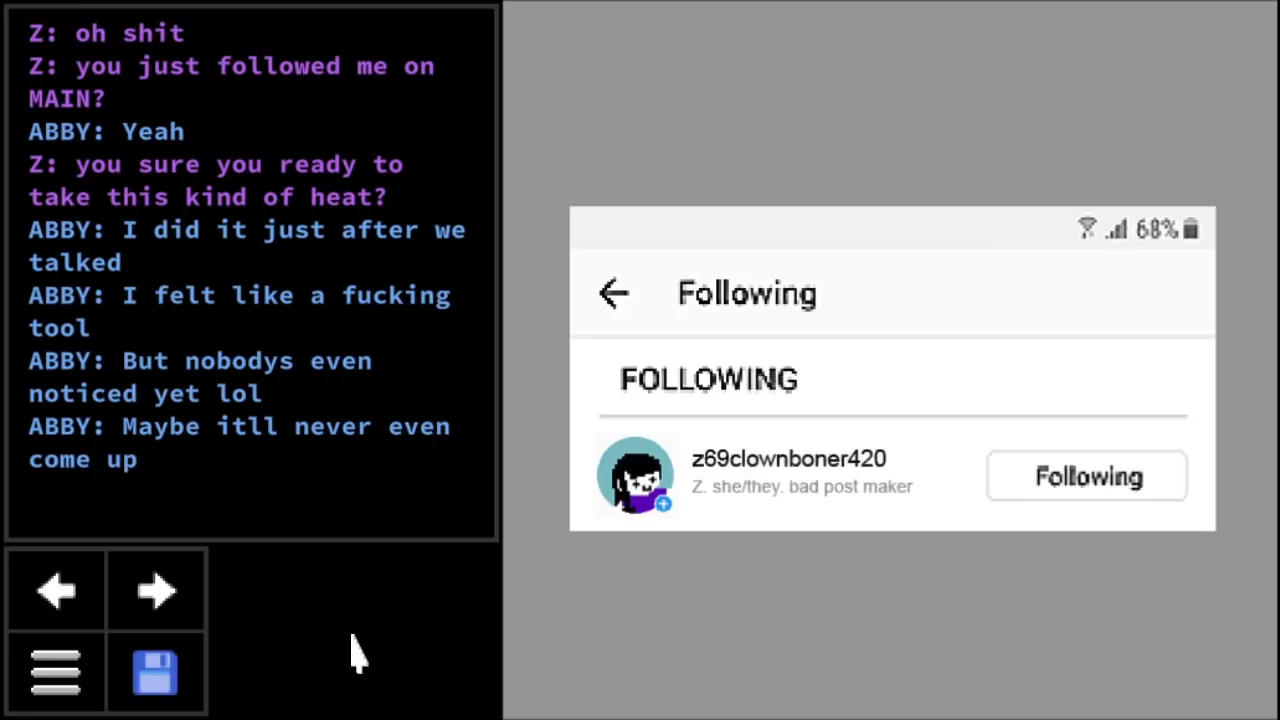 Z: oh shit
Z: you just followed me on
MAIN?
ABBY: Yeah
Z: you sure you ready to
take this kind of heat?
ABBY: I did it just after we
talked
ABBY: I felt like a fucking
tool
ABBY: But nobodys even
noticed yet lol
ABBY: Maybe itll never even
come up
68%
Following
FOLLOWING
z69clownboner420
Z. she/they. bad post maker
Following